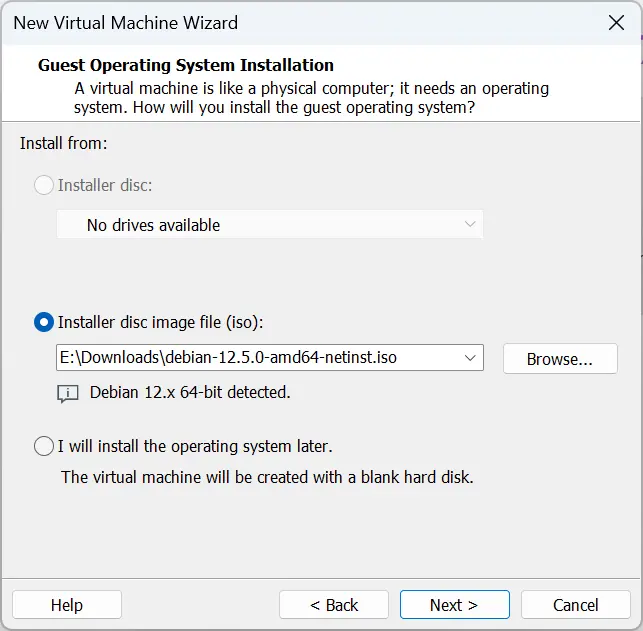 New Virtual Machine Wizard
Guest Operating System Installation
A virtual machine is like a physical computer; it needs an operating
system. How will you install the guest operating system?
Install from:
Installer disc:
No drives available
Installer disc image file (iso):
E:\Downloads\debian-12.5.0-amd64-netinst.iso
Browse...
Debian 12.x 64-bit detected.
I will install the operating system later.
The virtual machine will be created with a blank hard disk.
Help
< Back
Next >
Cancel